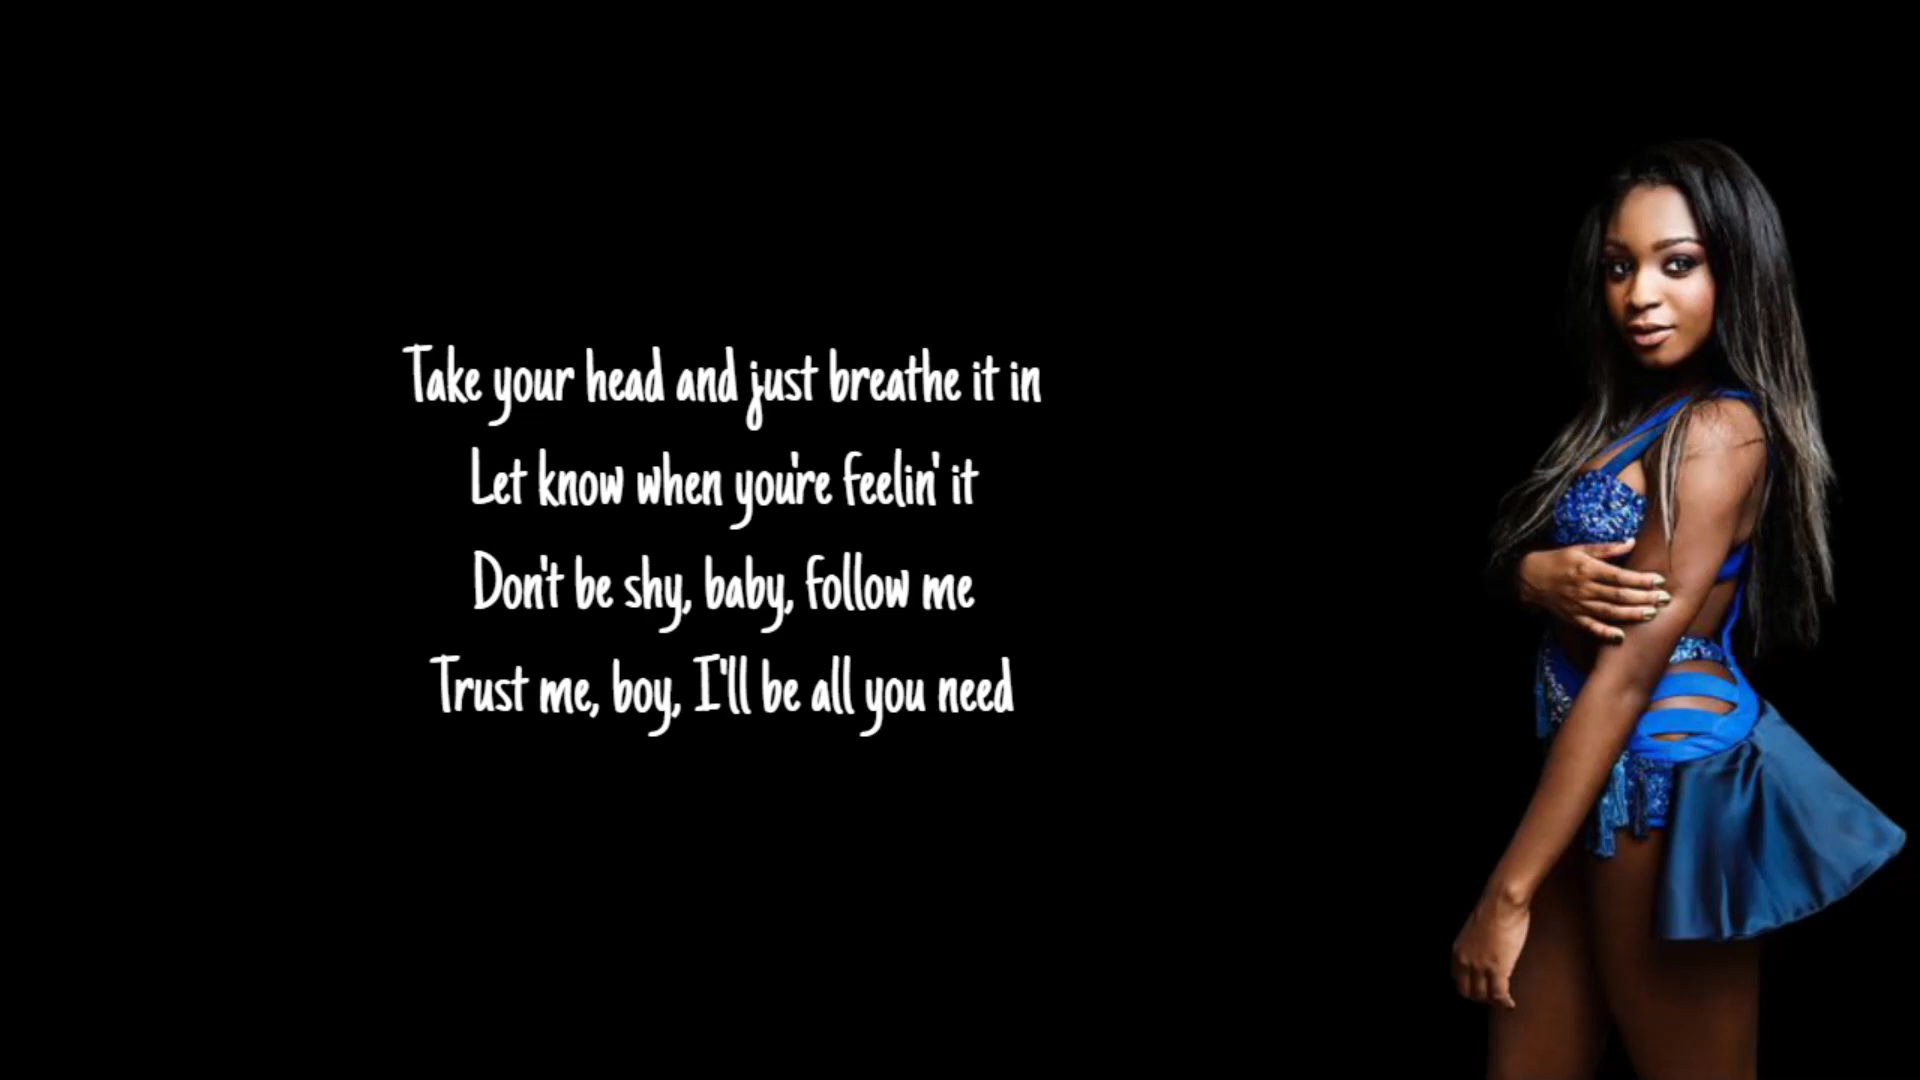 Take your head and just breathe it in
Let know when you're feelin' it
Don't be shy, baby, follow me
Trust me, boy, I'll be all you need